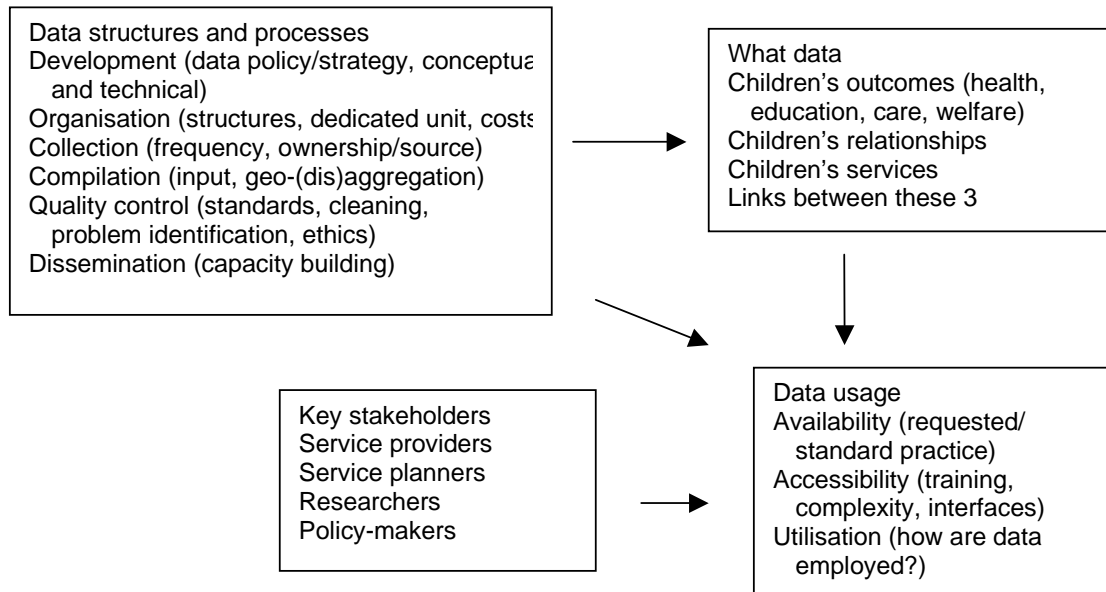 Data structures and processes
Development (data policy/strategy, conceptua
and technical)
Organisation (structures, dedicated unit, costs
Collection (frequency, ownership/source)
Compilation (input, geo-(dis)aggregation)
Quality control (standards, cleaning,
problem identification, ethics)
Dissemination (capacity building)
What data
Children’s outcomes (health,
education, care, welfare)
Children’s relationships
Children’s services
Links between these 3
Key stakeholders
Service providers
Service planners
Researchers
Policy-makers
Data usage
Availability (requested/
standard practice)
Accessibility (training,
complexity, interfaces)
Utilisation (how are data
employed?)